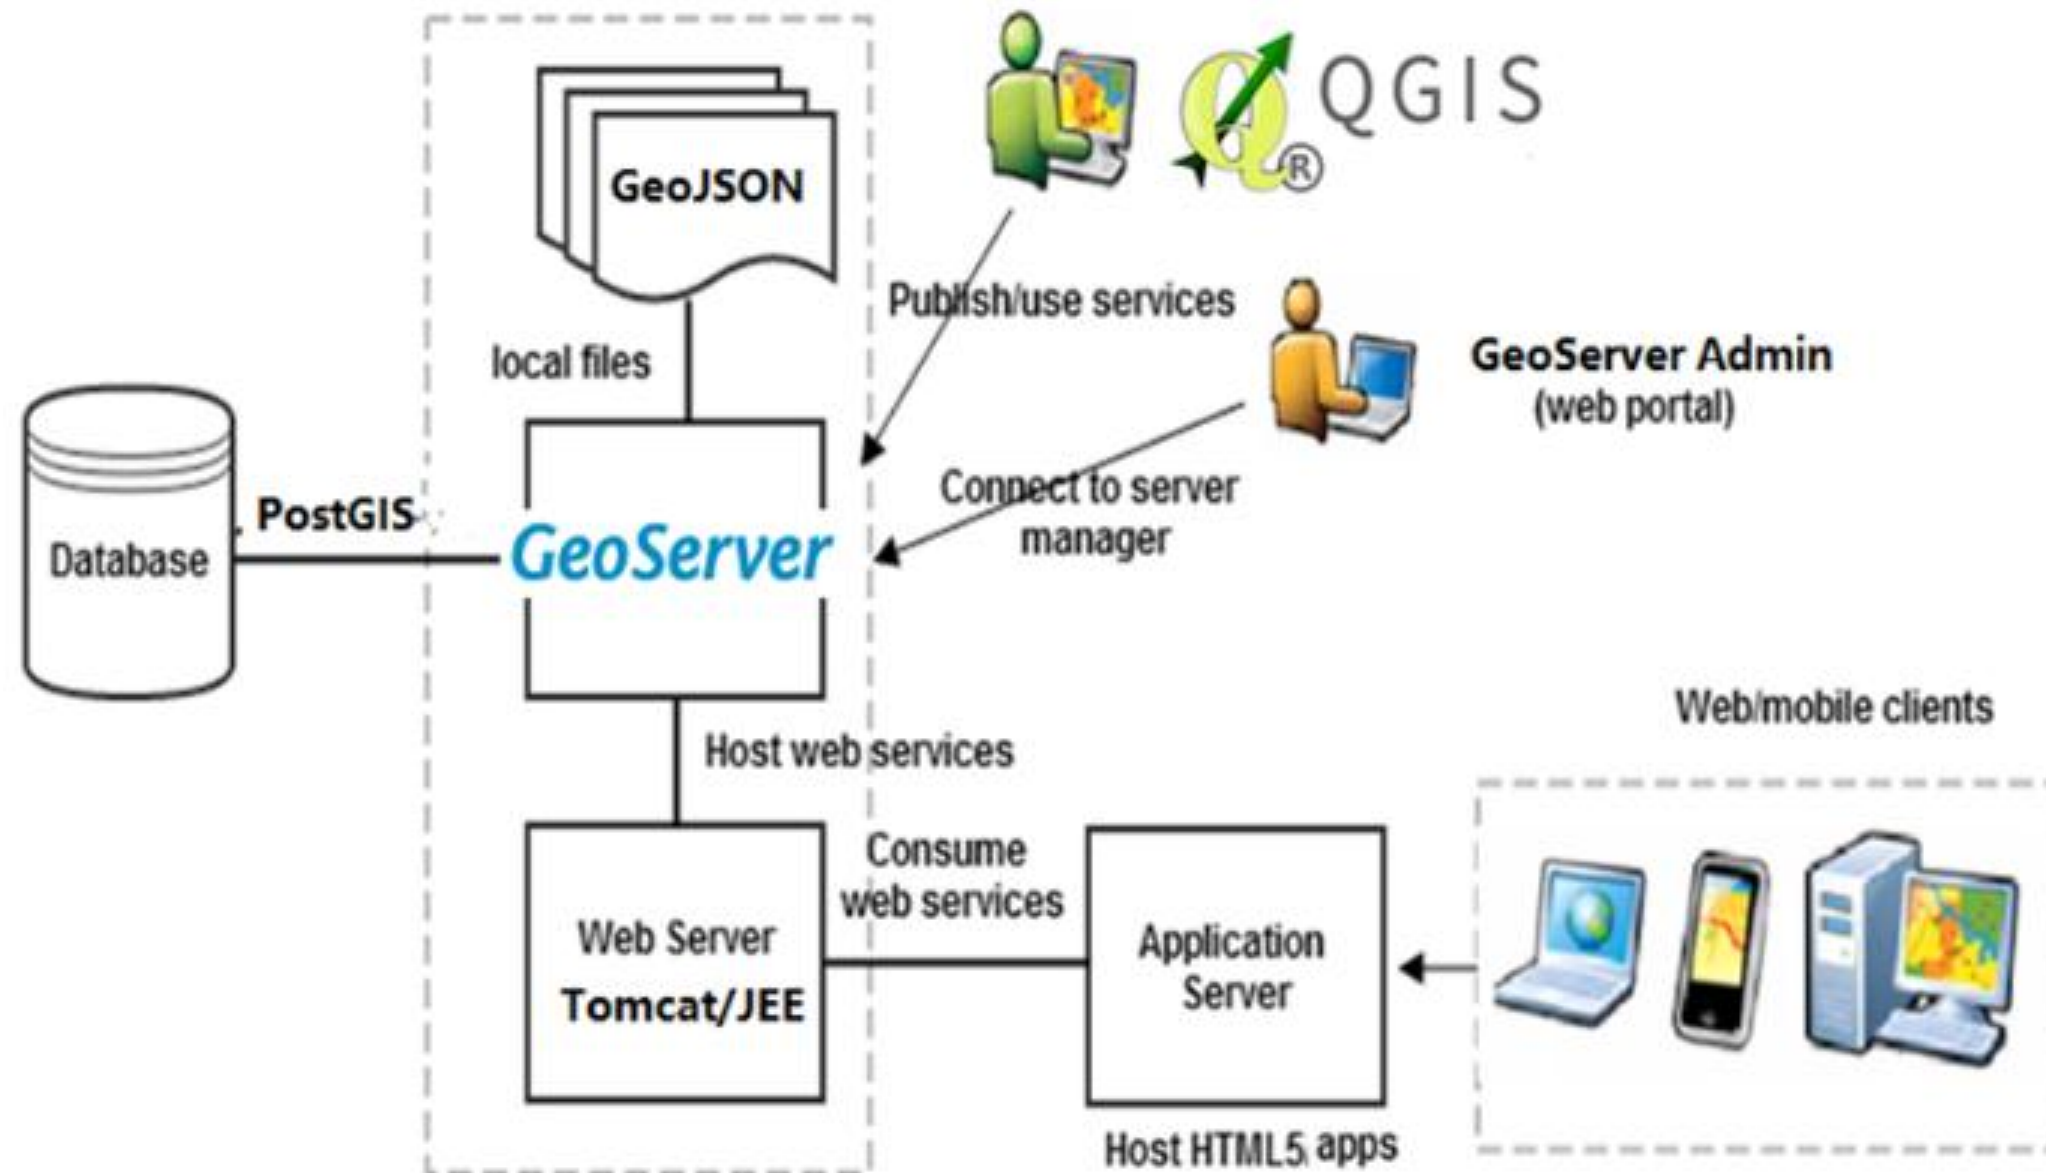 GeoJSON
QGIS
®
Publish/use services
local files
GeoServer Admin
(web portal)
PostGIS
Database
GeoServer
Connect to server
manager
Web/mobile clients
Host web services
Consume
web services
Web Server
Tomcat/JEE
Application
Server
Host HTML5 apps